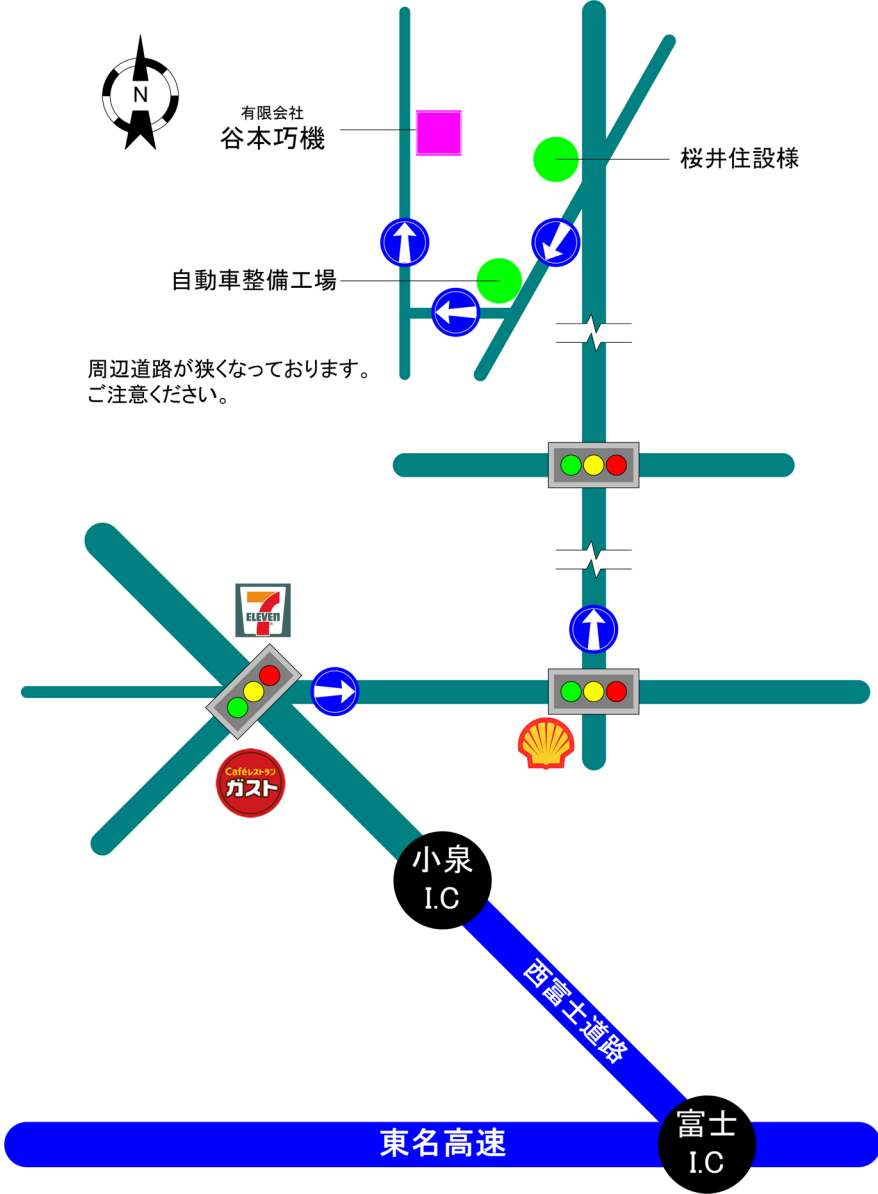 N
有限会社
谷本巧機
桜井住設様
自動車整備工場
周辺道路が狭くなっております。
ご注意ください。
7
ELEVEN
Caféレストラン
ガスト
小泉
I.C
西富士道路
東名高速
富士
I.C